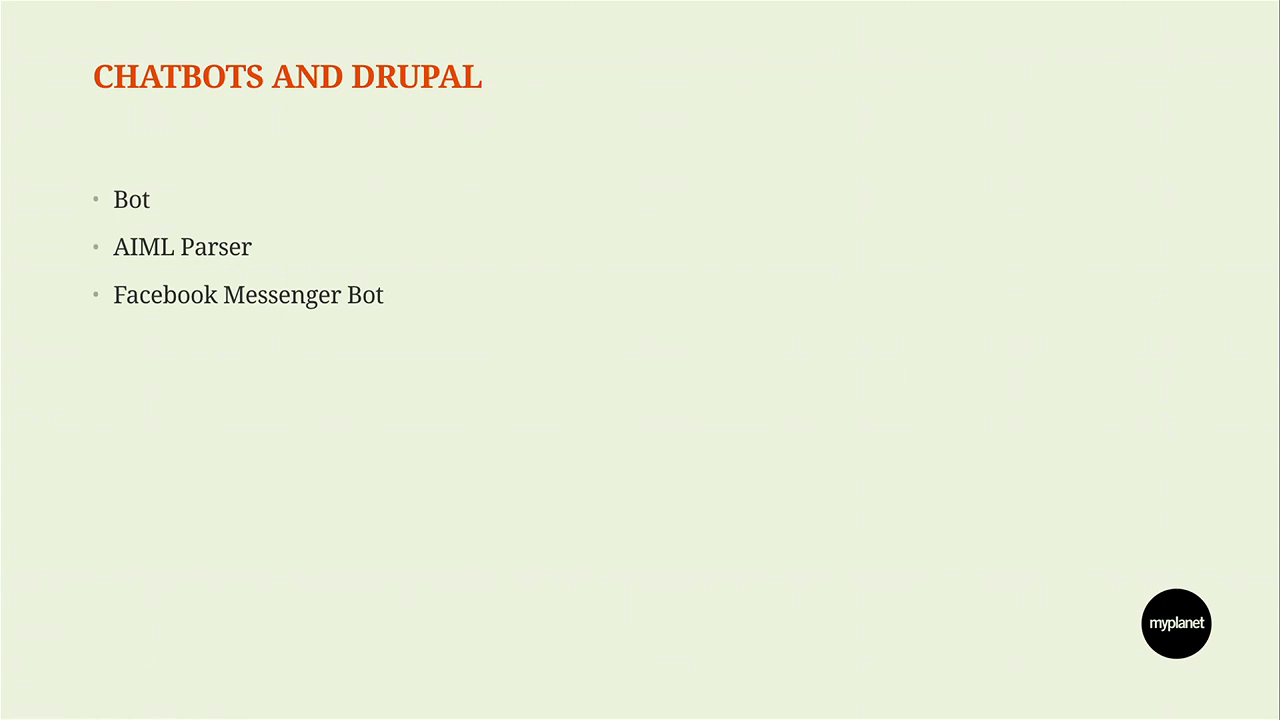 CHATBOTS AND DRUPAL
• Bot
• AIML Parser
• Facebook Messenger Bot
myplanet